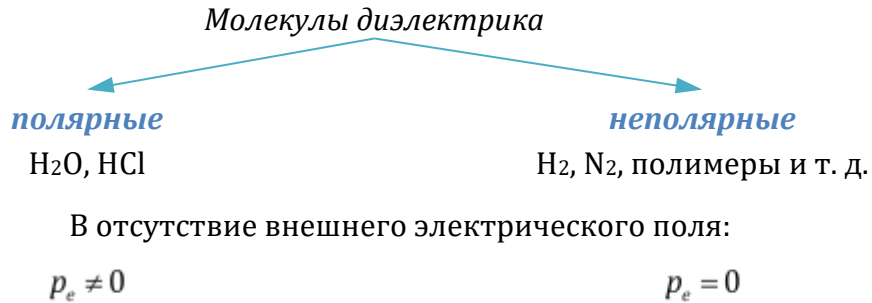 Молекулы диэлектрика
полярные неполярные
H2O, HCl H2, N2, полимеры и т. д.
В отсутствие внешнего электрического поля:
pe ≠ 0 pe = 0